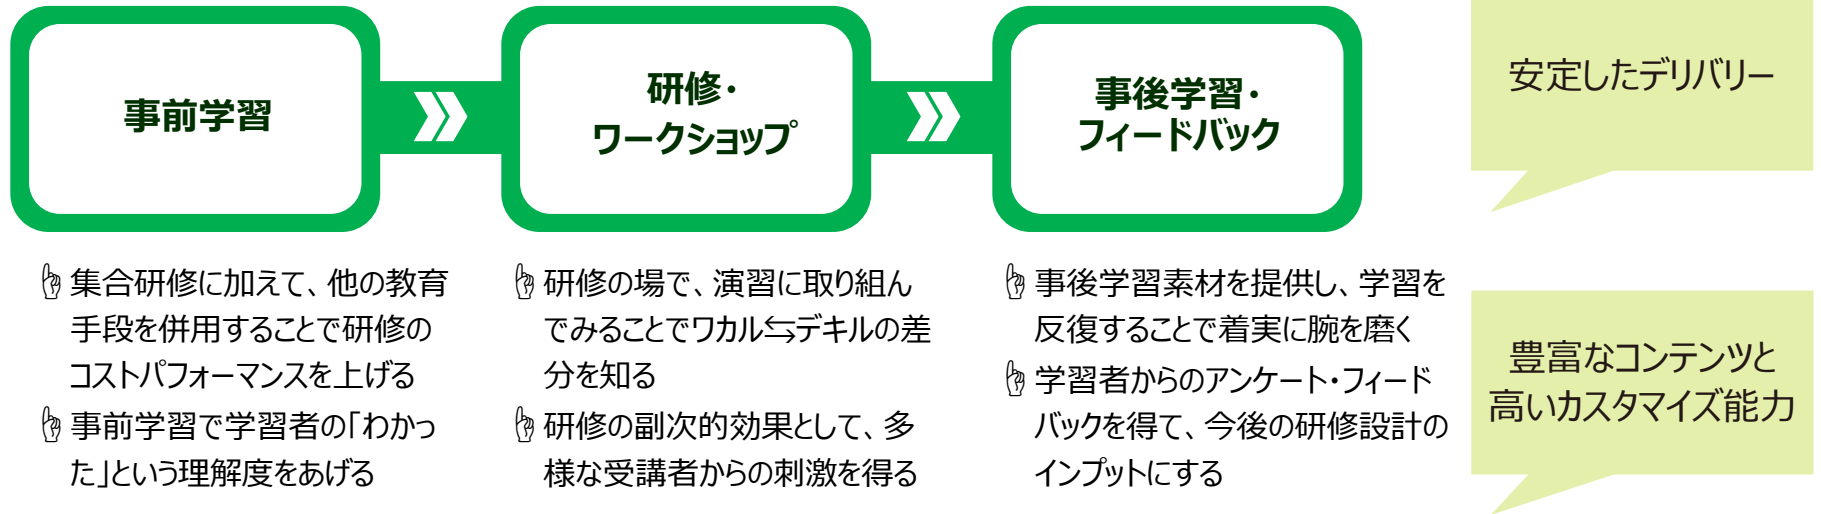 事前学習
研修・
ワークショップ
事後学習・
フィードバック
安定したデリバリー
集合研修に加えて、他の教育
手段を併用することで研修の
コストパフォーマンスを上げる
事前学習で学習者の「わかっ
た」という理解度をあげる
研修の場で、演習に取り組ん
でみることでワカル⇆デキルの差
分を知る
研修の副次的効果として、多
様な受講者からの刺激を得る
事後学習素材を提供し、学習を
反復することで着実に腕を磨く
学習者からのアンケート・フィード
バックを得て、今後の研修設計の
インプットにする
豊富なコンテンツと
高いカスタマイズ能力